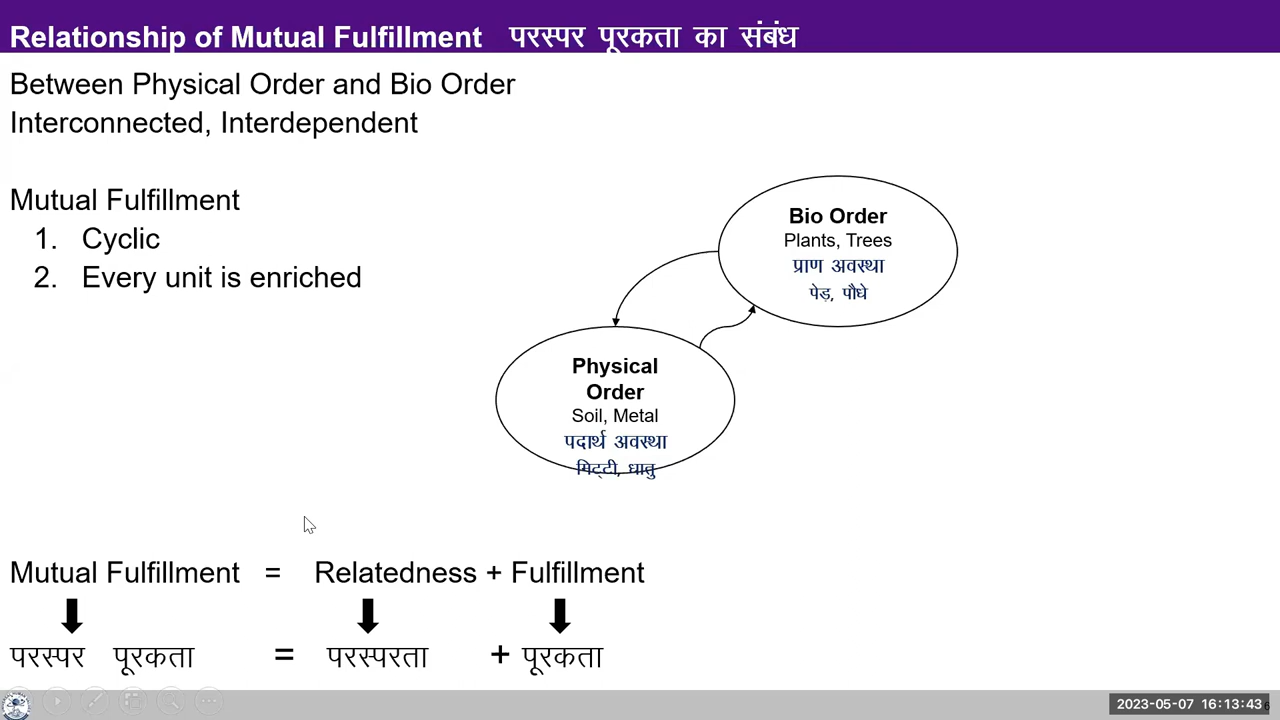 Relationship of Mutual Fulfillment परस्पर पूरकता का संबंध
Between Physical Order and Bio Order
Interconnected, Interdependent
Mutual Fulfillment
1. Cyclic
2. Every unit is enriched
Bio Order
Plants, Trees
प्राण अवस्था
पेड़, पौधे
Physical
Order
Soil, Metal
पदार्थ अवस्था
मिट्टी, धातु
Mutual Fulfillment = Relatedness + Fulfillment
परस्पर पूरकता = परस्परता + पूरकता
2023-05-07 16:13:43
6